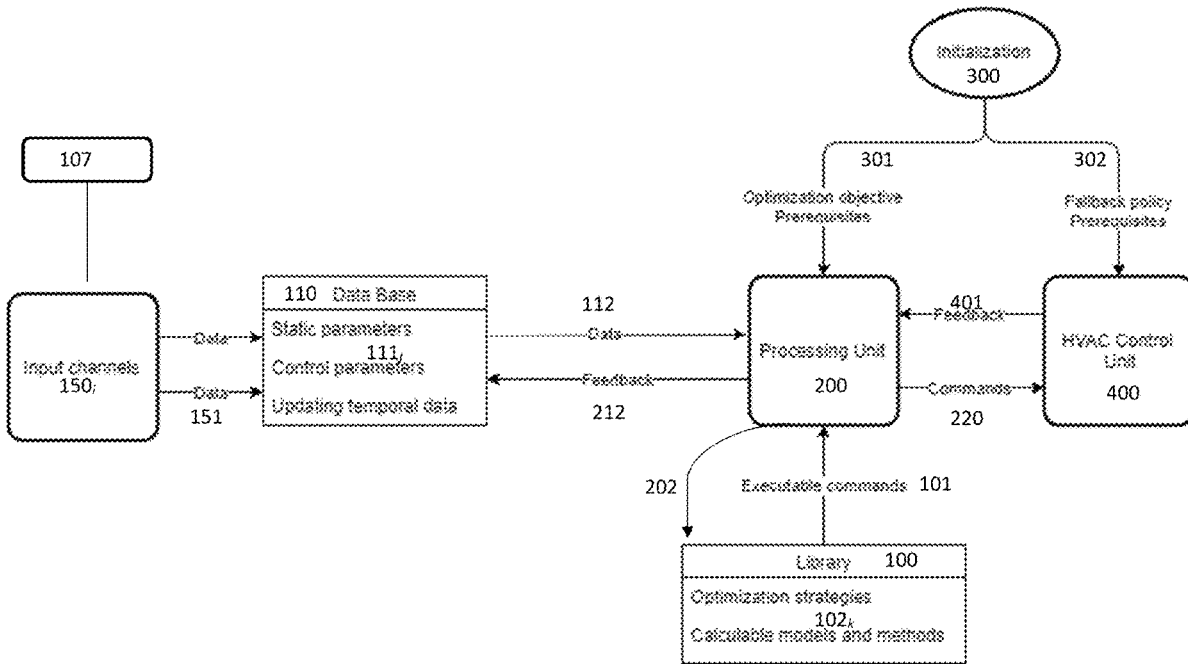 Initialization
300
107
301
302
Optimization objective
Prerequisites
Fallback policy
Prerequisites
110 Data Base
112
401
Data
Static parameters
Data
Feedback
HVAC Control
Unit
Input channels
150i
111j
Processing Unit
Control parameters
Data
Feedback
200
Commands
400
151
Updating temporal data
212
220
202
Executable commands 101
Library 100
Optimization strategies
102k
Calculable models and methods